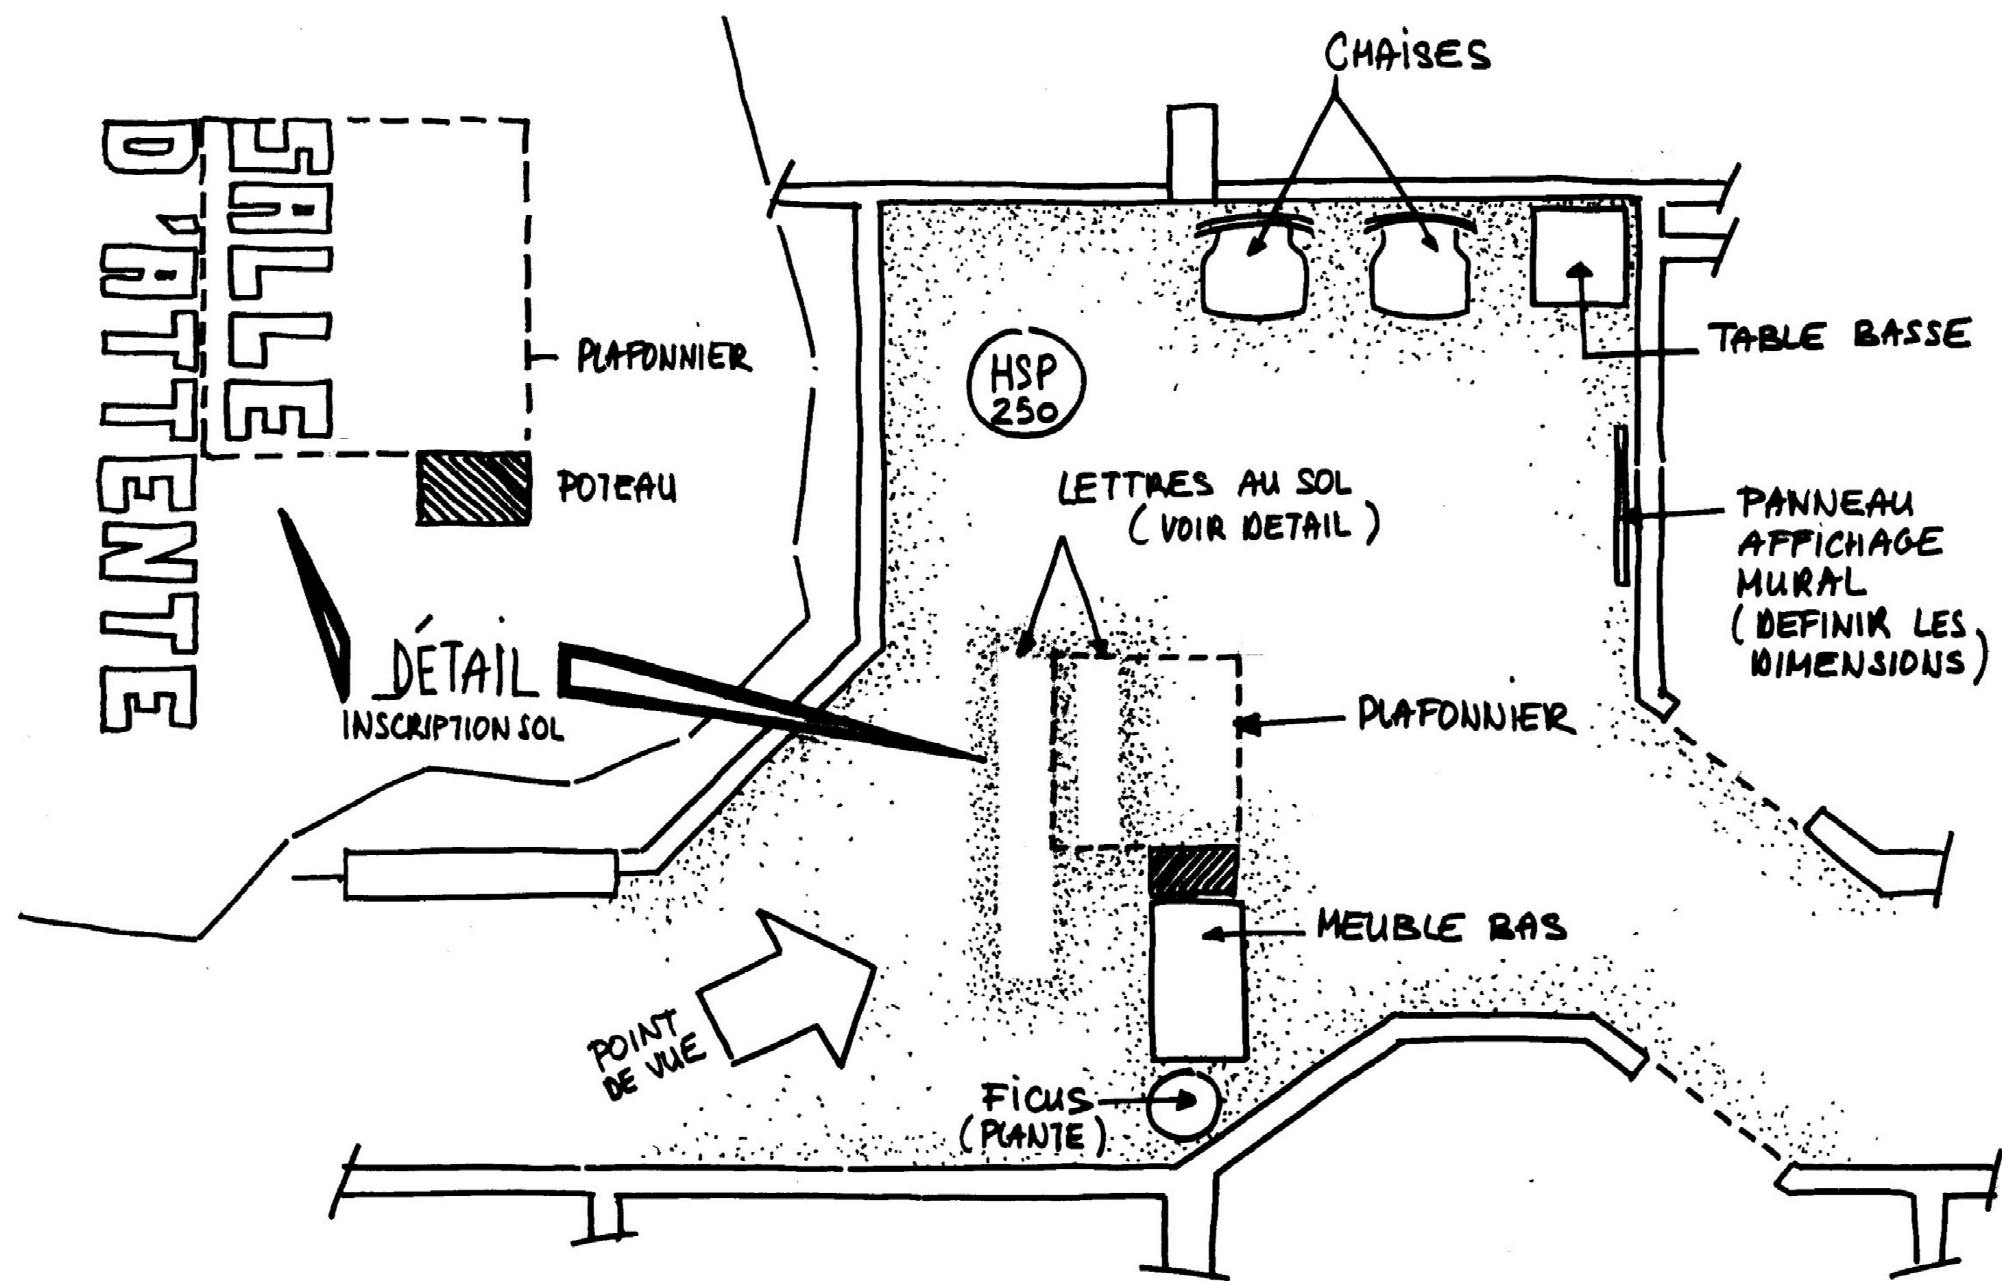 CHAISES
SALLE
D'ATTENTE
PLAFONNIER
POTEAU
DÉTAIL
INSCRIPTION SOL
HSP
250
TABLE BASSE
LETTRES AU SOL
(VOIR DETAIL)
PANNEAU
AFFICHAGE
MURAL
(DEFINIR LES
DIMENSIONS)
PLAFONNIER
MEUBLE BAS
POINT
DE VUE
FICUS
(PLANTE)